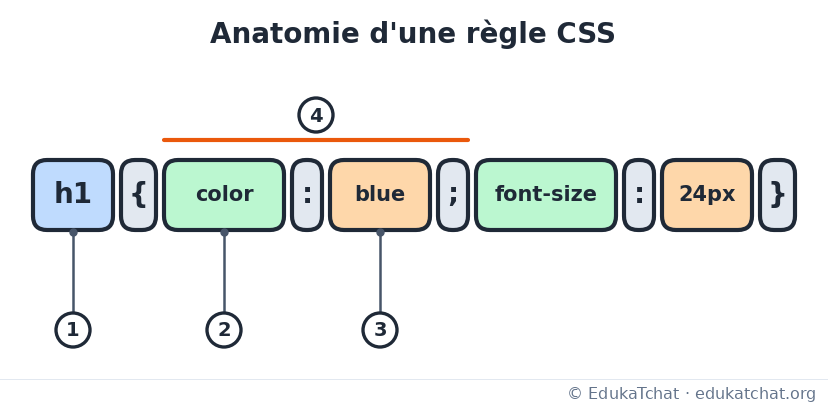 Anatomie d'une règle CSS
4
h1 { color : blue ; font-size : 24px }
1 2 3
© EdukaTchat · edukatchat.org